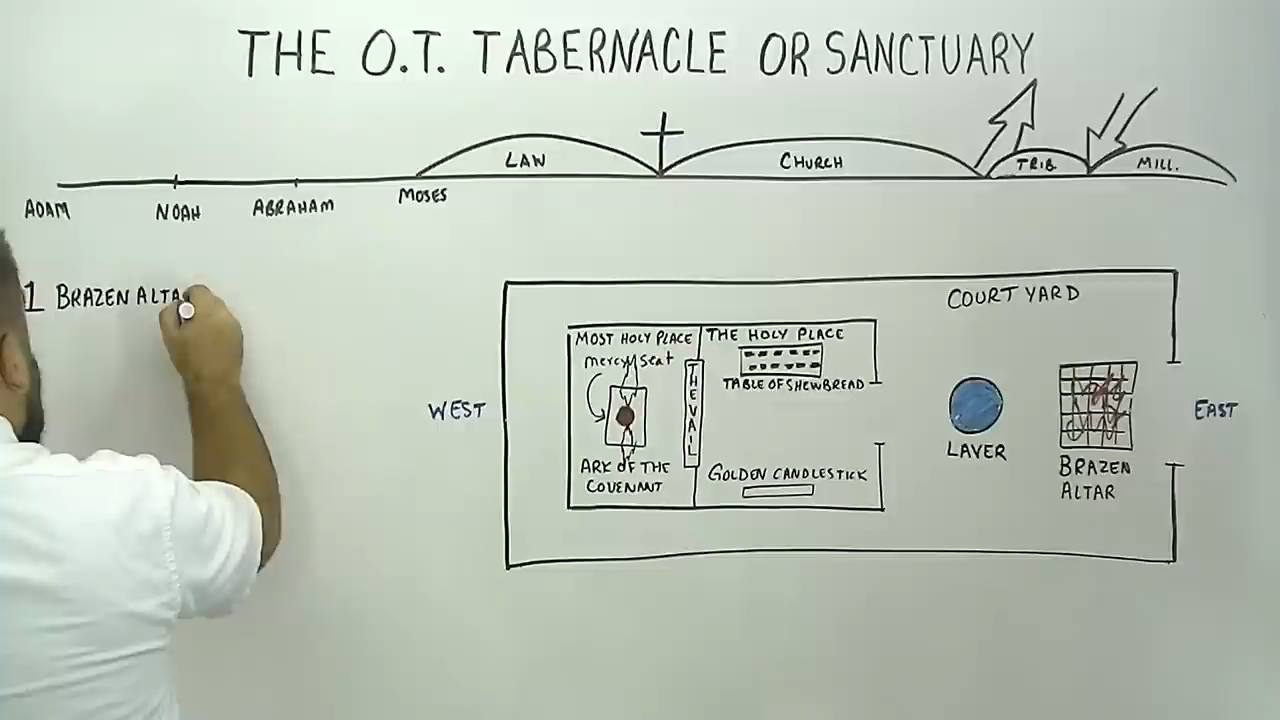 THE O.T. TABERNACLE OR SANCTUARY
LAW
CHURCH
TRIB
MILL.
ADAM
NOAH
ABRAHAM
MOSES
1 BRAZEN ALTA
COURT YARD
MOST HOLY PLACE
THE HOLY PLACE
mercy seat
TABLE OF SHEWBREAD
THE VAIL
WEST
EAST
LAVER
ARK OF THE
COVENANT
GOLDEN CANDLESTICK
BRAZEN
ALTAR